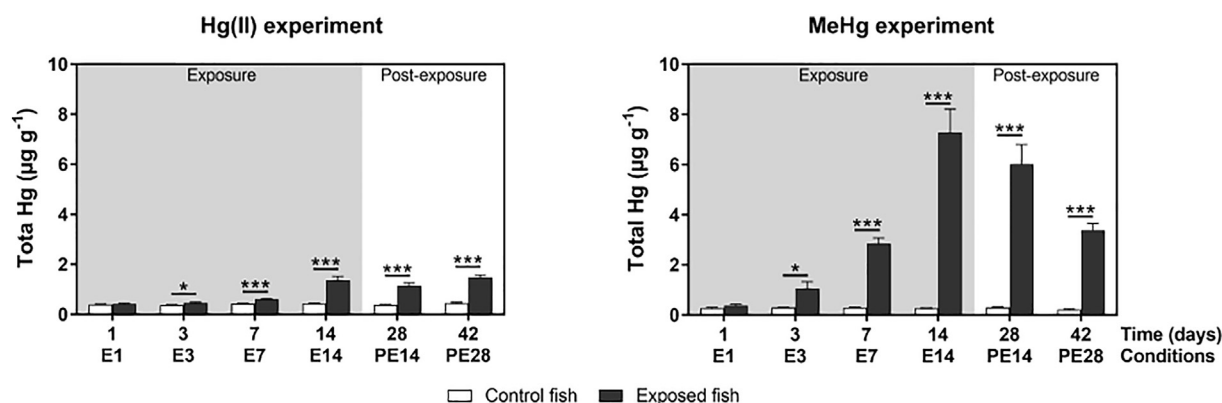 Hg(II) experiment
Exposure
Post-exposure
10
8
6
4
2
0
Tota Hg (µg g⁻¹)
*
***
***
***
***
1 3 7 14 28 42
E1 E3 E7 E14 PE14 PE28
MeHg experiment
Exposure
Post-exposure
10
8
6
4
2
0
Total Hg (µg g⁻¹)
*
***
***
***
***
1 3 7 14 28 42 Time (days)
E1 E3 E7 E14 PE14 PE28 Conditions
Control fish Exposed fish